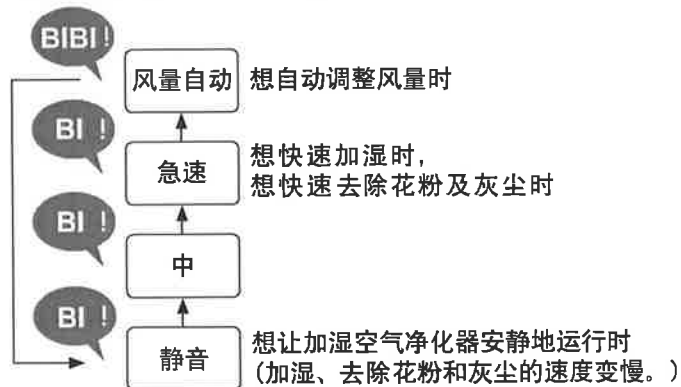 BIBI!
风量自动 想自动调整风量时
BI !
急速 想快速加湿时,
想快速去除花粉及灰尘时
BI !
中
BI !
静音 想让加湿空气净化器安静地运行时
(加湿、去除花粉和灰尘的速度变慢。)